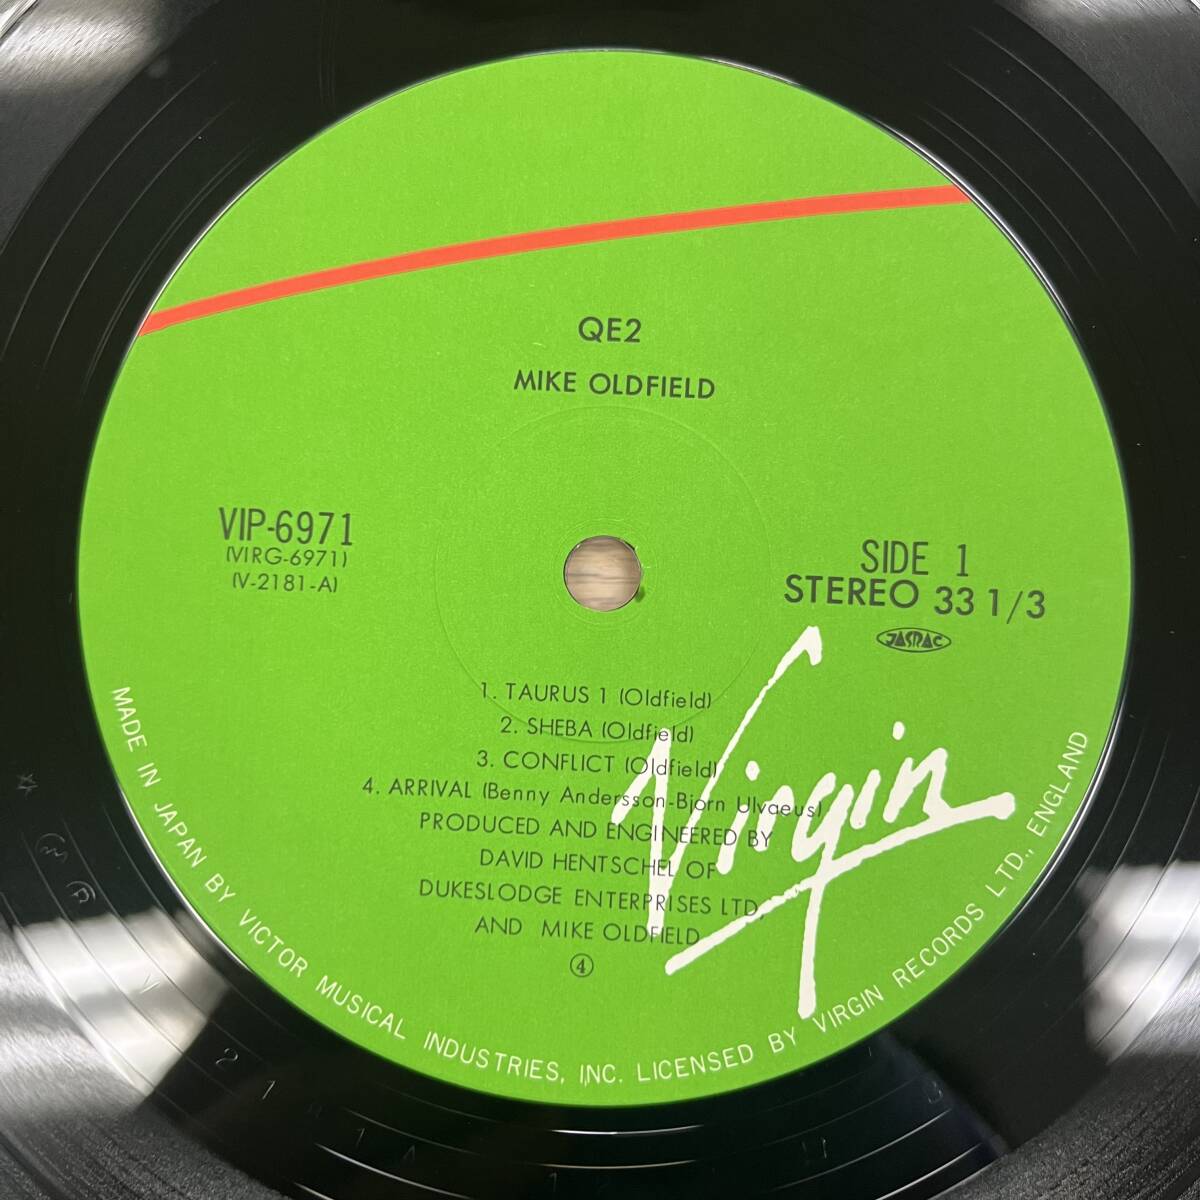 QE2
MIKE OLDFIELD
VIP-6971
(VIRG-6971)
(V-2181-A)
SIDE 1
STEREO 33 1/3
JASRAC
1. TAURUS 1 (Oldfield)
2. SHEBA (Oldfield)
3. CONFLICT (Oldfield)
4. ARRIVAL (Benny Andersson-Bjorn Ulvaeus)
PRODUCED AND ENGINEERED BY
DAVID HENTSCHEL OF
DUKESLODGE ENTERPRISES LTD,
AND MIKE OLDFIELD
④
Virgin
MADE IN JAPAN BY VICTOR MUSICAL INDUSTRIES, INC. LICENSED BY VIRGIN RECORDS LTD., ENGLAND